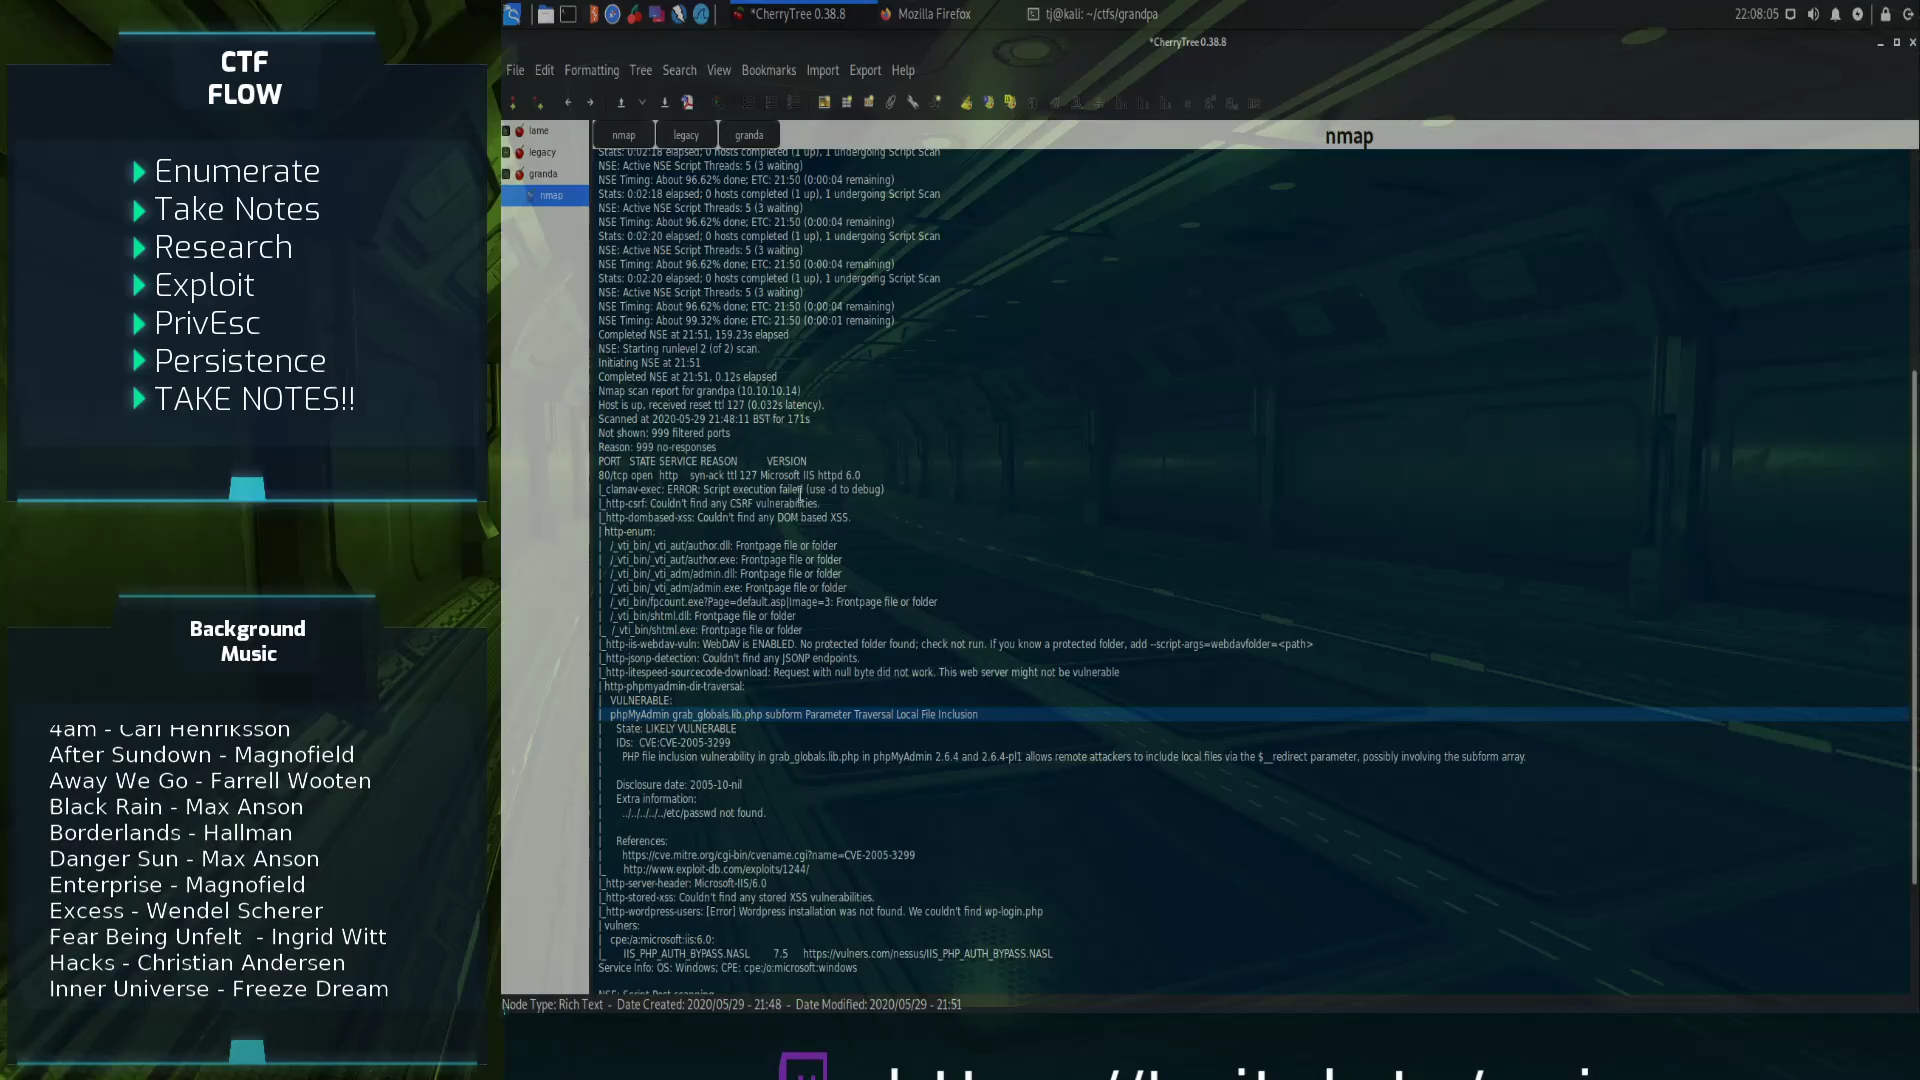 CTF
FLOW
Enumerate
Take Notes
Research
Exploit
PrivEsc
Persistence
TAKE NOTES!!
Background
Music
4am - Carl Henriksson
After Sundown - Magnofield
Away We Go - Farrell Wooten
Black Rain - Max Anson
Borderlands - Hallman
Danger Sun - Max Anson
Enterprise - Magnofield
Excess - Wendel Scherer
Fear Being Unfelt - Ingrid Witt
Hacks - Christian Andersen
Inner Universe - Freeze Dream
*CherryTree 0.38.8
Mozilla Firefox
tj@kali: ~/ctfs/grandpa
22:08:05
*CherryTree 0.38.8
File Edit Formatting Tree Search View Bookmarks Import Export Help
lame
legacy
granda
nmap
nmap legacy granda
nmap
Stats: 0:02:18 elapsed; 0 hosts completed (1 up), 1 undergoing Script Scan
NSE: Active NSE Script Threads: 5 (3 waiting)
NSE Timing: About 96.62% done; ETC: 21:50 (0:00:04 remaining)
Stats: 0:02:18 elapsed; 0 hosts completed (1 up), 1 undergoing Script Scan
NSE: Active NSE Script Threads: 5 (3 waiting)
NSE Timing: About 96.62% done; ETC: 21:50 (0:00:04 remaining)
Stats: 0:02:20 elapsed; 0 hosts completed (1 up), 1 undergoing Script Scan
NSE: Active NSE Script Threads: 5 (3 waiting)
NSE Timing: About 96.62% done; ETC: 21:50 (0:00:04 remaining)
Stats: 0:02:20 elapsed; 0 hosts completed (1 up), 1 undergoing Script Scan
NSE: Active NSE Script Threads: 5 (3 waiting)
NSE Timing: About 96.62% done; ETC: 21:50 (0:00:04 remaining)
NSE Timing: About 99.32% done; ETC: 21:50 (0:00:01 remaining)
Completed NSE at 21:51, 159.23s elapsed
NSE: Starting runlevel 2 (of 2) scan.
Initiating NSE at 21:51
Completed NSE at 21:51, 0.12s elapsed
Nmap scan report for grandpa (10.10.10.14)
Host is up, received reset ttl 127 (0.032s latency).
Scanned at 2020-05-29 21:48:11 BST for 171s
Not shown: 999 filtered ports
Reason: 999 no-responses
PORT STATE SERVICE REASON VERSION
80/tcp open http syn-ack ttl 127 Microsoft IIS httpd 6.0
|_clamav-exec: ERROR: Script execution failed (use -d to debug)
|_http-csrf: Couldn't find any CSRF vulnerabilities.
|_http-dombased-xss: Couldn't find any DOM based XSS.
| http-enum:
| /_vti_bin/_vti_aut/author.dll: Frontpage file or folder
| /_vti_bin/_vti_aut/author.exe: Frontpage file or folder
| /_vti_bin/_vti_adm/admin.dll: Frontpage file or folder
| /_vti_bin/_vti_adm/admin.exe: Frontpage file or folder
| /_vti_bin/fpcount.exe?Page=default.asp|Image=3: Frontpage file or folder
| /_vti_bin/shtml.dll: Frontpage file or folder
|_ /_vti_bin/shtml.exe: Frontpage file or folder
|_http-iis-webdav-vuln: WebDAV is ENABLED. No protected folder found; check not run. If you know a protected folder, add --script-args=webdavfolder=<path>
|_http-jsonp-detection: Couldn't find any JSONP endpoints.
|_http-litespeed-sourcecode-download: Request with null byte did not work. This web server might not be vulnerable
| http-phpmyadmin-dir-traversal:
| VULNERABLE:
| phpMyAdmin grab_globals.lib.php subform Parameter Traversal Local File Inclusion
| State: LIKELY VULNERABLE
| IDs: CVE:CVE-2005-3299
| PHP file inclusion vulnerability in grab_globals.lib.php in phpMyAdmin 2.6.4 and 2.6.4-pl1 allows remote attackers to include local files via the $__redirect parameter, possibly involving the subform array.
|
| Disclosure date: 2005-10-nil
| Extra information:
| ../../../../../etc/passwd not found.
|
| References:
| https://cve.mitre.org/cgi-bin/cvename.cgi?name=CVE-2005-3299
|_ http://www.exploit-db.com/exploits/1244/
|_http-server-header: Microsoft-IIS/6.0
|_http-stored-xss: Couldn't find any stored XSS vulnerabilities.
|_http-wordpress-users: [Error] Wordpress installation was not found. We couldn't find wp-login.php
| vulners:
| cpe:/a:microsoft:iis:6.0:
|_ IIS_PHP_AUTH_BYPASS.NASL 7.5 https://vulners.com/nessus/IIS_PHP_AUTH_BYPASS.NASL
Service Info: OS: Windows; CPE: cpe:/o:microsoft:windows
NSE: Script Post-scanning.
Node Type: Rich Text - Date Created: 2020/05/29 - 21:48 - Date Modified: 2020/05/29 - 21:51